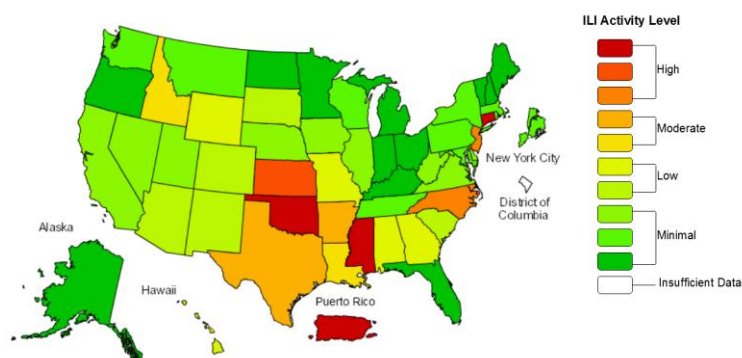 ILI Activity Level
High
Moderate
Low
Minimal
Insufficient Data
New York City
District of
Columbia
Alaska
Hawaii
Puerto Rico